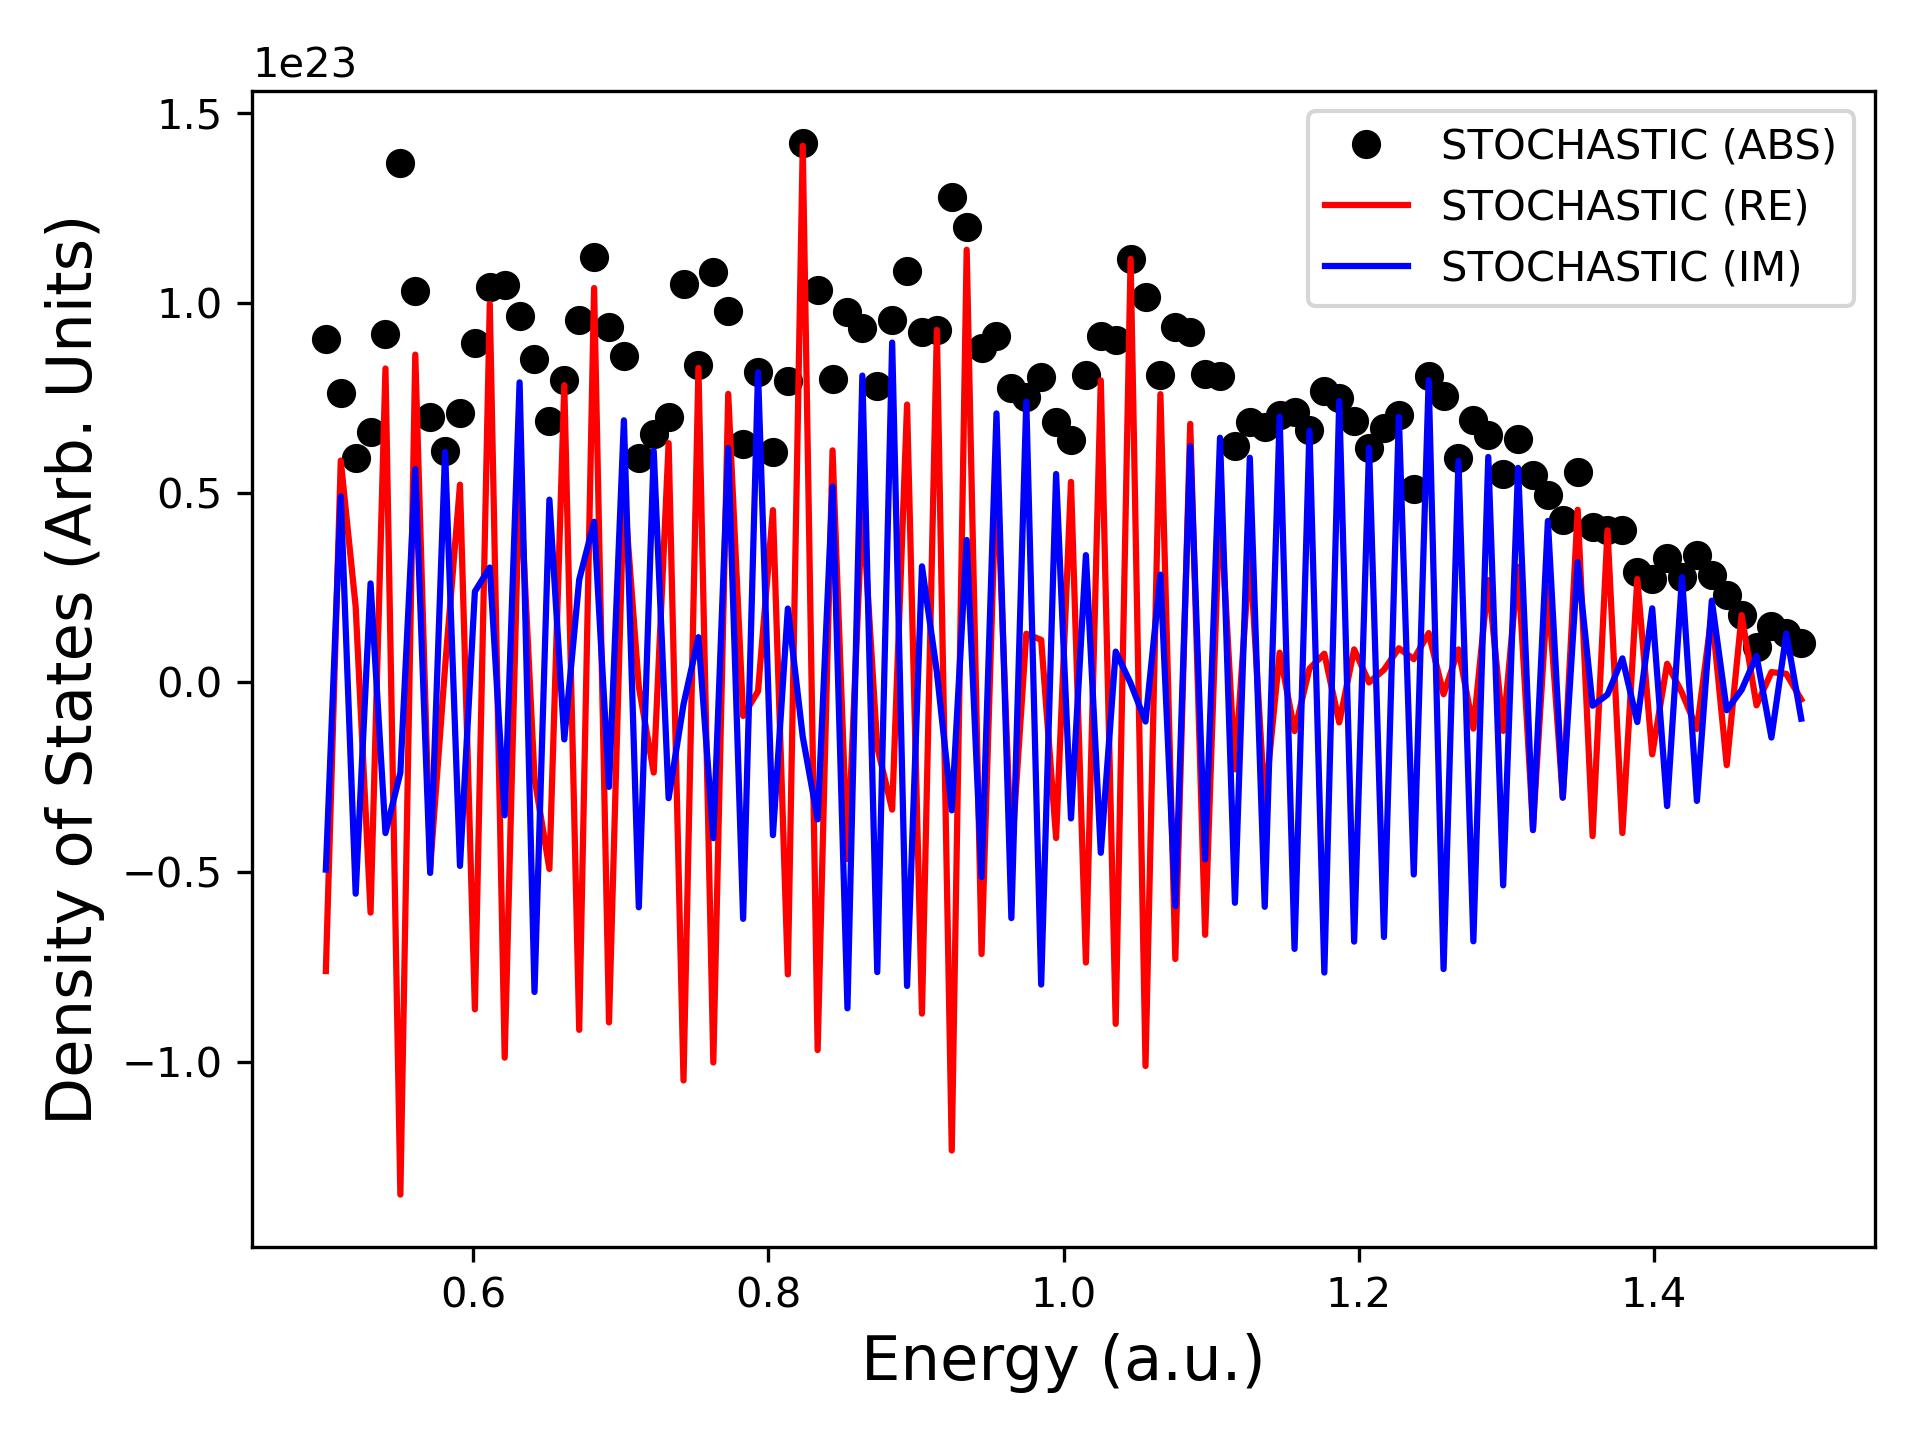 1e23
1.5
1.0
0.5
0.0
−0.5
−1.0
Density of States (Arb. Units)
STOCHASTIC (ABS)
STOCHASTIC (RE)
STOCHASTIC (IM)
0.6 0.8 1.0 1.2 1.4
Energy (a.u.)